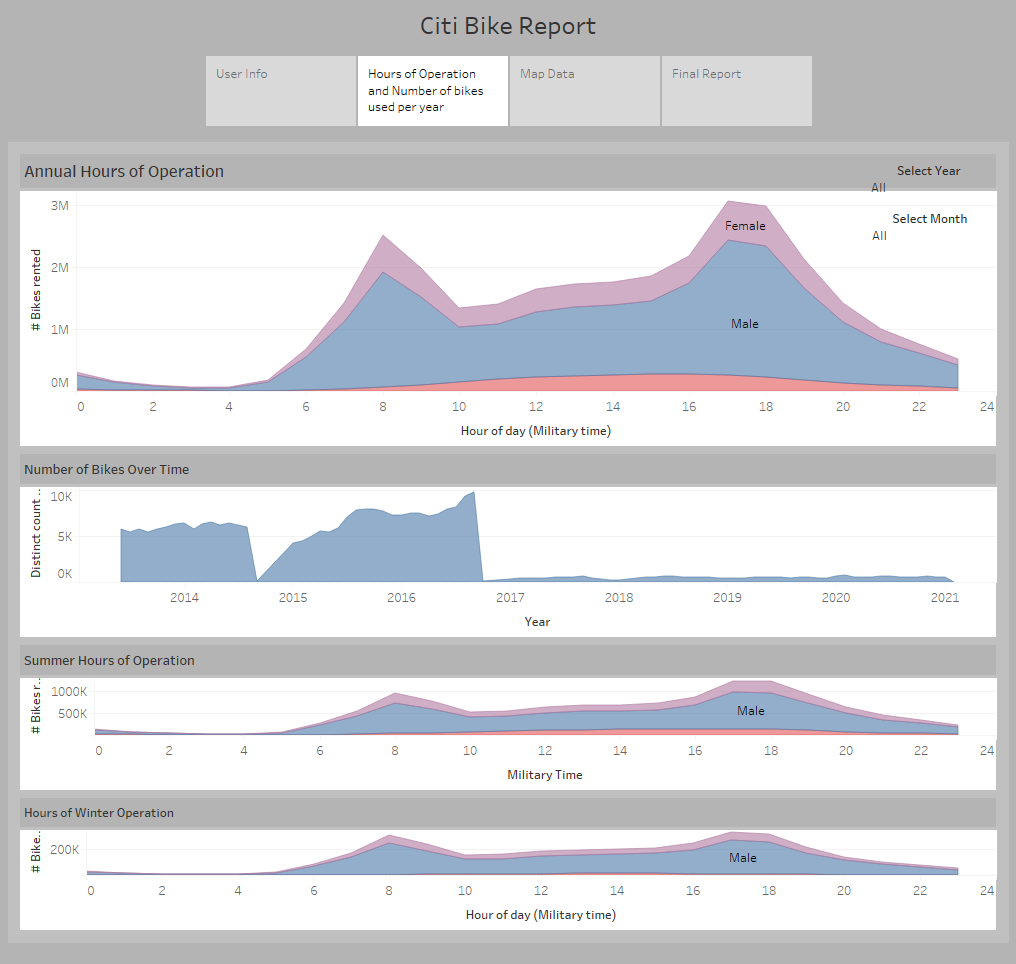 Citi Bike Report
User Info
Hours of Operation
and Number of bikes
used per year
Map Data
Final Report
Annual Hours of Operation
Select Year
All
Select Month
All
# Bikes rented
3M
2M
1M
0M
Female
Male
0 2 4 6 8 10 12 14 16 18 20 22 24
Hour of day (Military time)
Number of Bikes Over Time
Distinct count ..
10K
5K
0K
2014 2015 2016 2017 2018 2019 2020 2021
Year
Summer Hours of Operation
# Bikes r..
1000K
500K
Male
0 2 4 6 8 10 12 14 16 18 20 22 24
Military Time
Hours of Winter Operation
# Bike..
200K
Male
0 2 4 6 8 10 12 14 16 18 20 22 24
Hour of day (Military time)